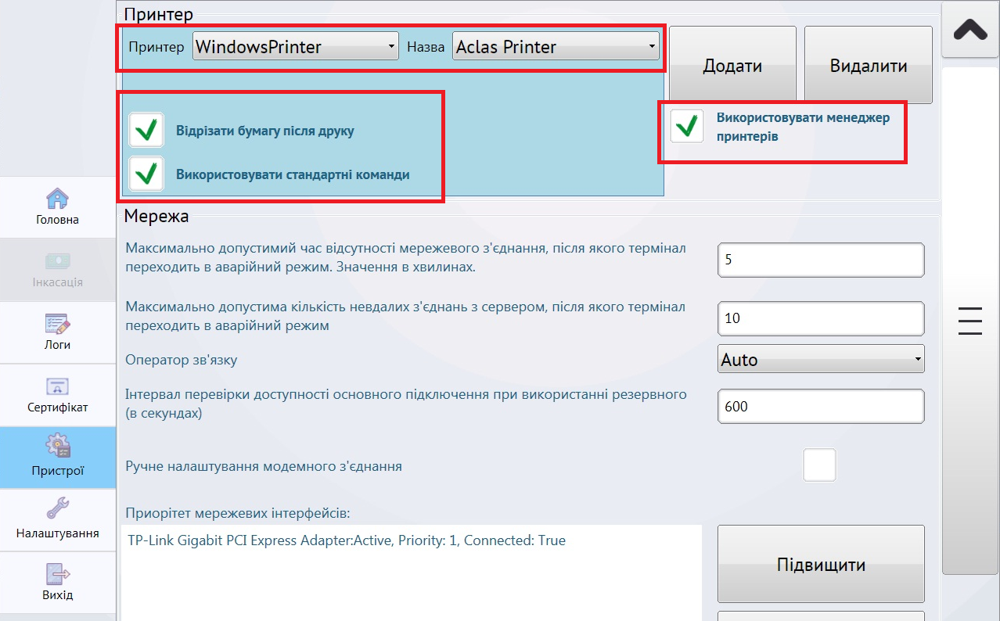 Принтер
Принтер WindowsPrinter Назва Aclas Printer
Додати Видалити
Відрізати бумагу після друку
Використовувати стандартні команди
Використовувати менеджер
принтерів
Головна
Інкасація
Логи
Сертифікат
Пристрої
Налаштування
Вихід
Мережа
Максимально допустимий час відсутності мережевого з'єднання, після якого термінал
переходить в аварійний режим. Значення в хвилинах.
5
Максимально допустима кількість невдалих з'єднань з сервером, після якого термінал
переходить в аварійний режим
10
Оператор зв'язку Auto
Інтервал перевірки доступності основного підключення при використанні резервного
(в секундах)
600
Ручне налаштування модемного з'єднання
Приорітет мережевих інтерфейсів:
TP-Link Gigabit PCI Express Adapter:Active, Priority: 1, Connected: True
Підвищити